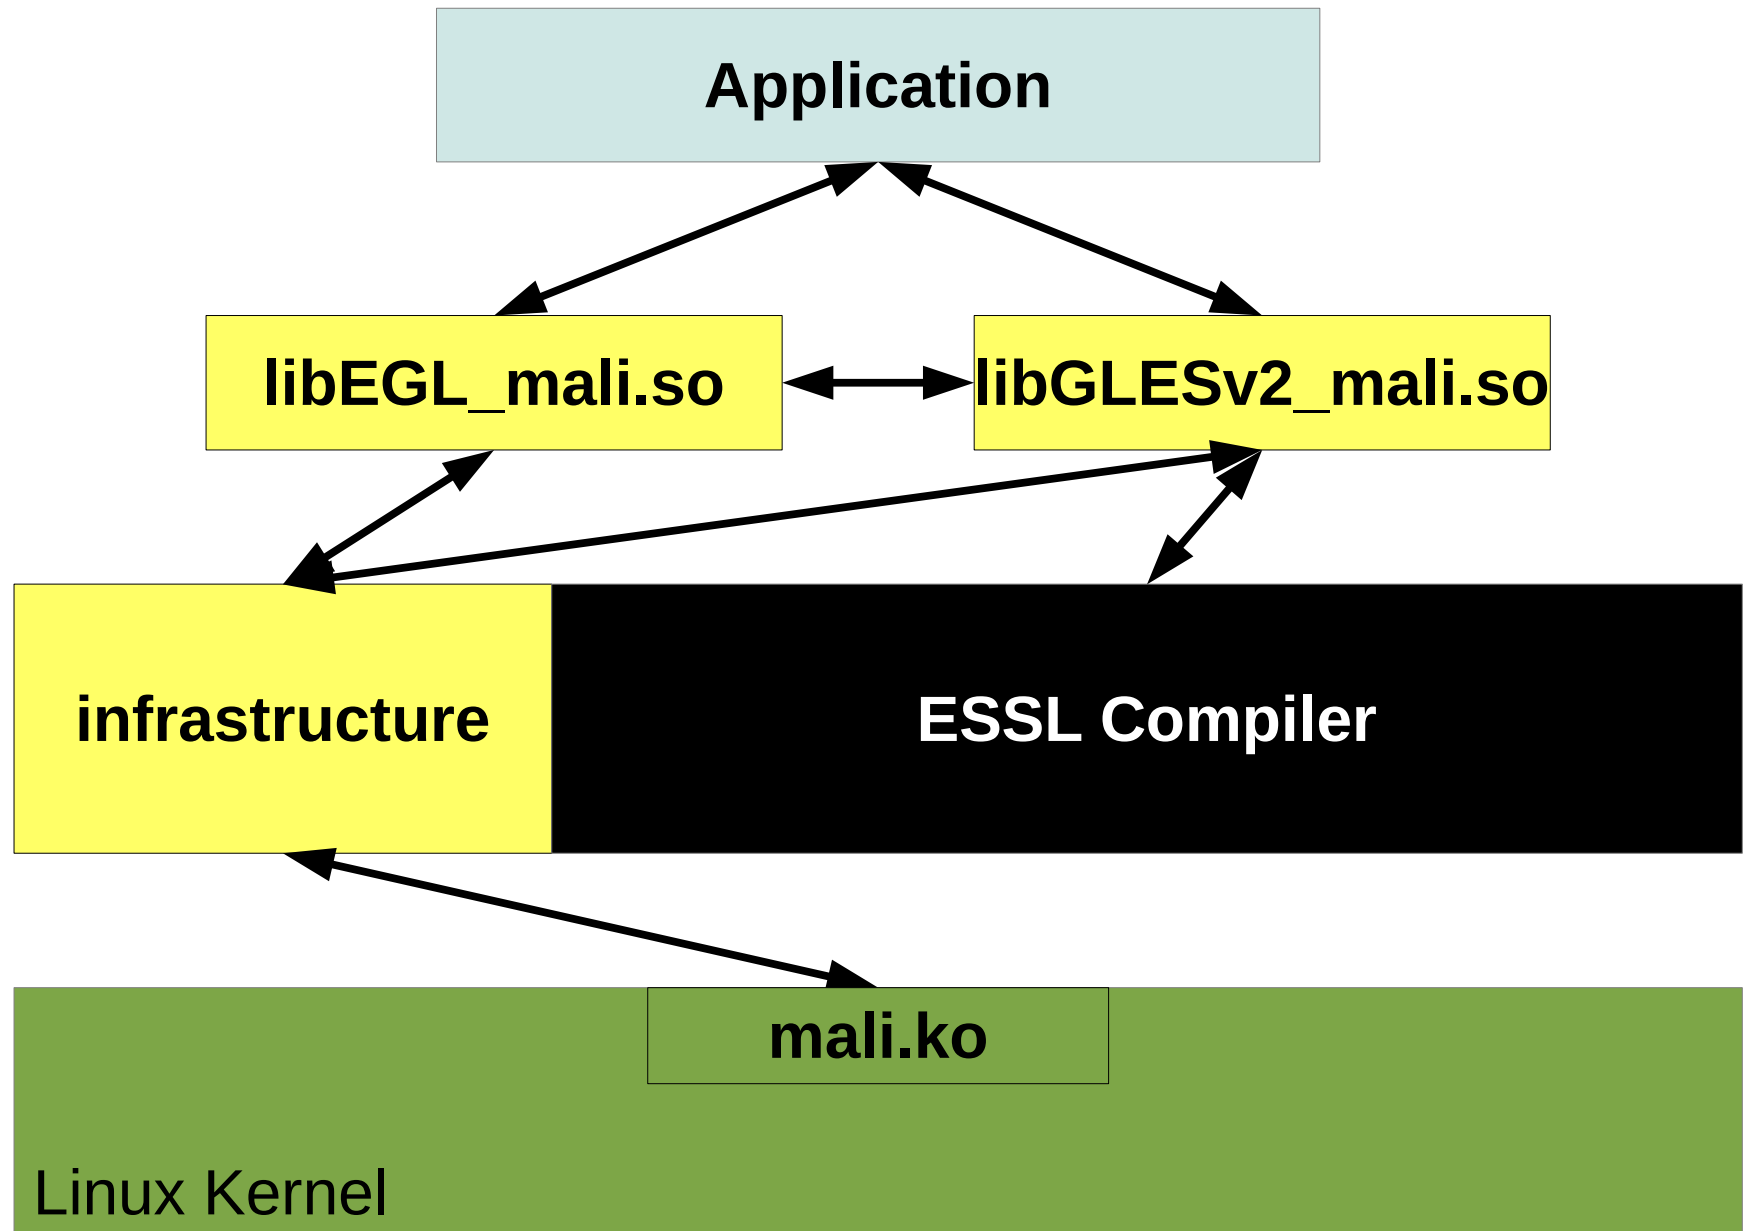 Application
libEGL_mali.so
libGLESv2_mali.so
infrastructure
ESSL Compiler
mali.ko
Linux Kernel